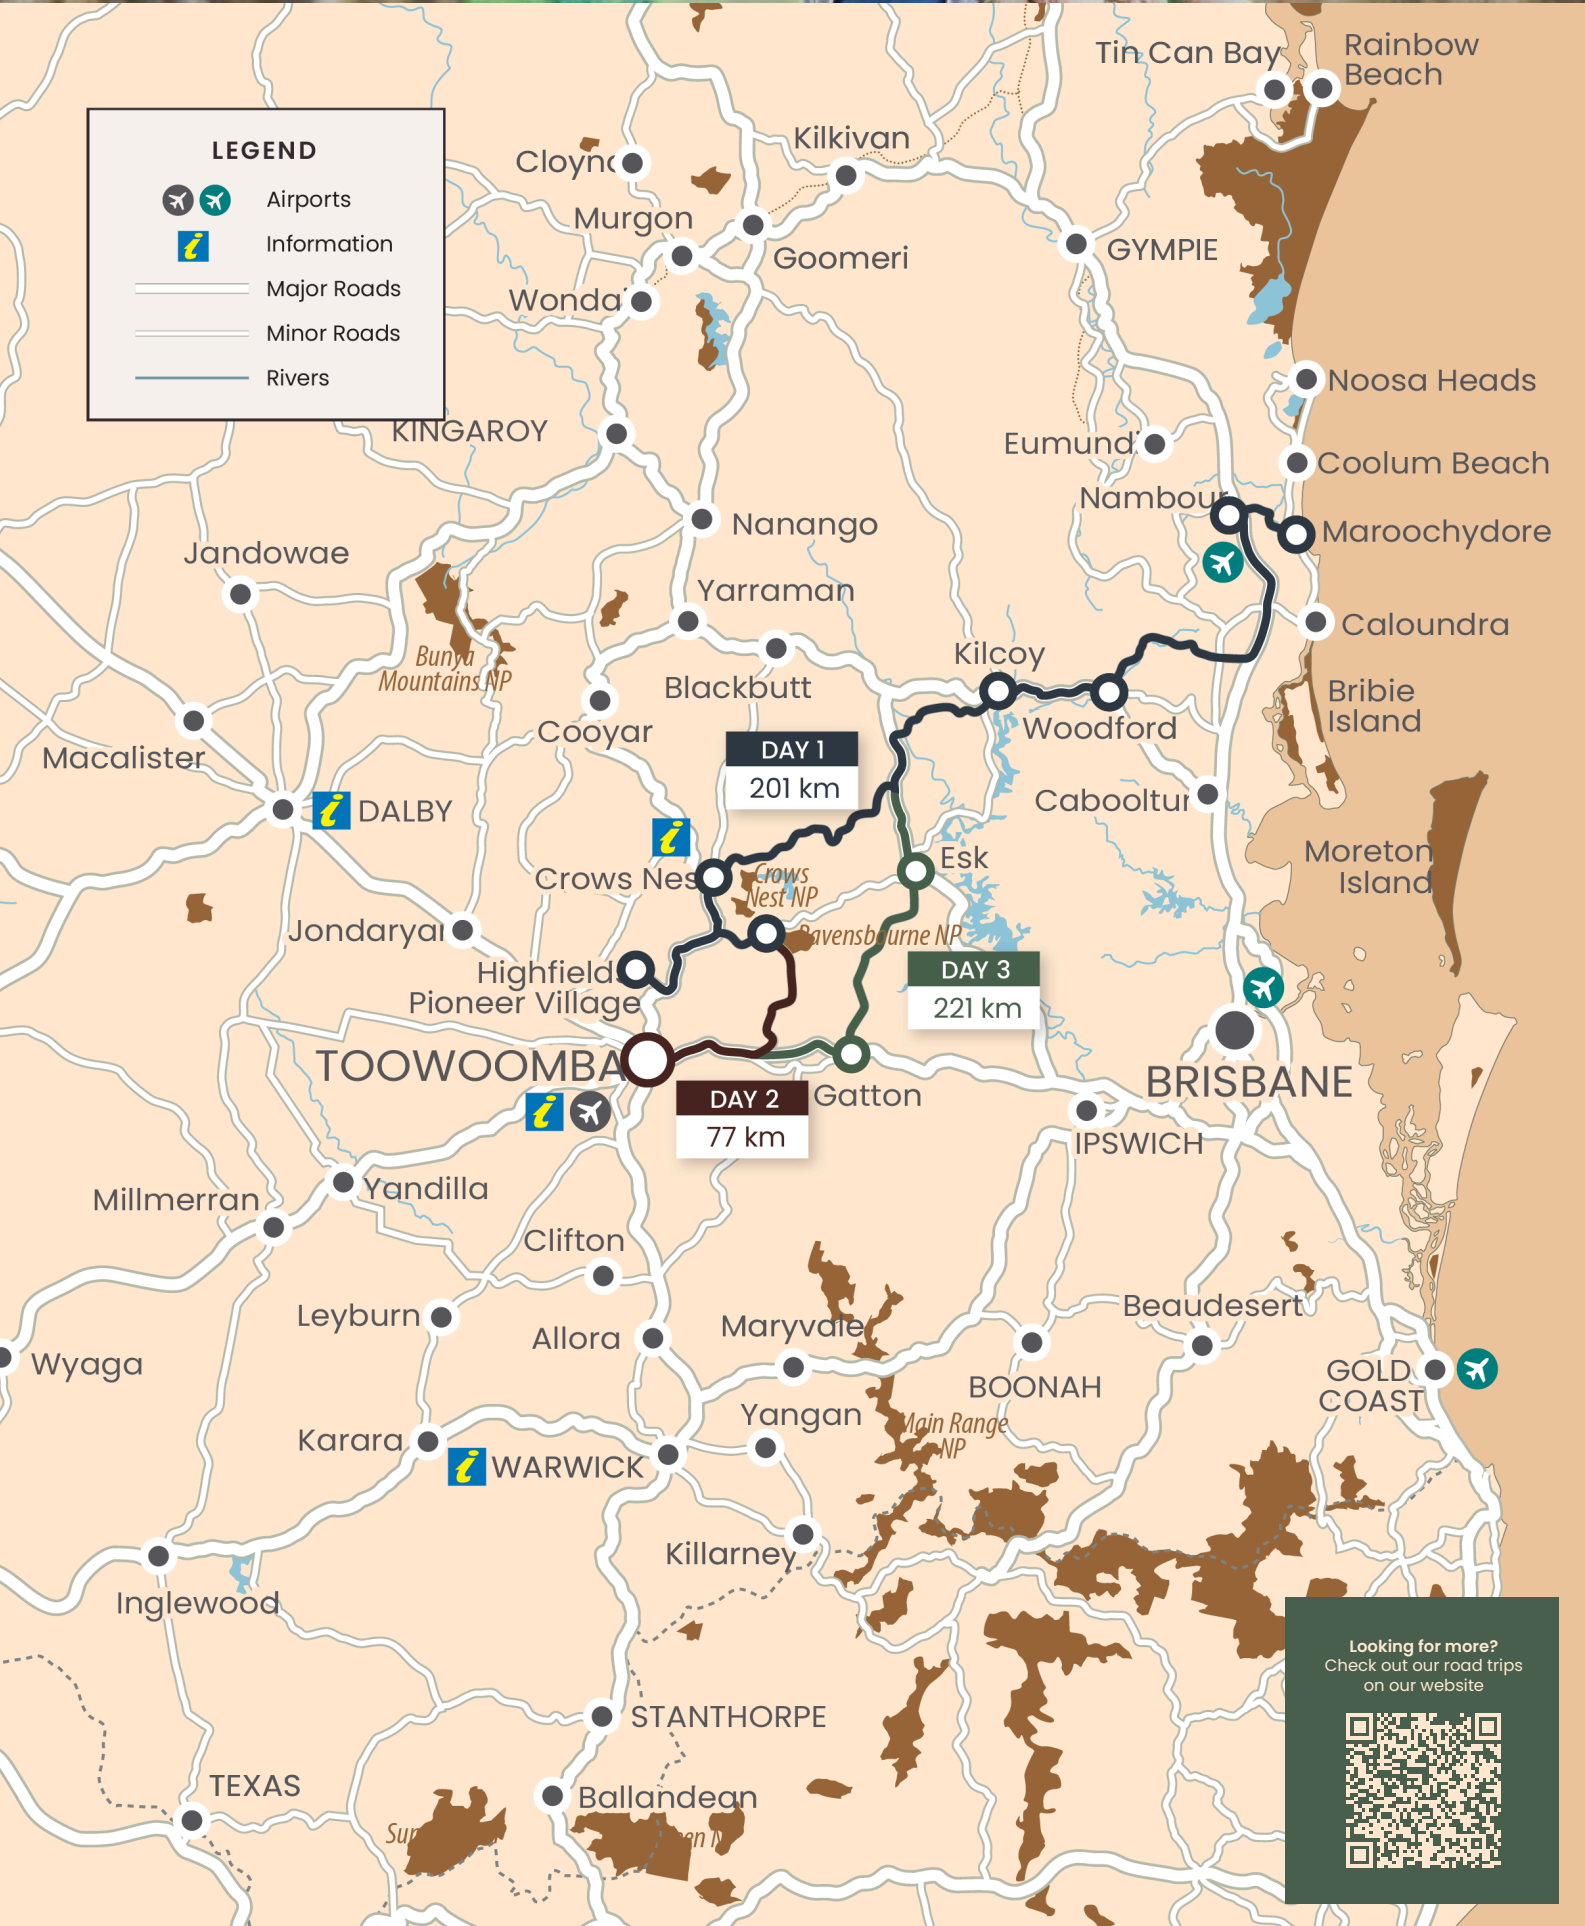 Tin Can Bay
Rainbow
Beach
LEGEND
Airports
Information
Major Roads
Minor Roads
Rivers
Kilkivan
Murgon
Goomeri
GYMPIE
Noosa Heads
KINGAROY
Eumundi
Coolum Beach
Nambour
Nanango
Maroochydore
Jandowae
Yarraman
Caloundra
Bunya
Mountains NP
Kilcoy
Blackbutt
Bribie
Island
Cooyar
Woodford
Macalister
DAY 1
201 km
DALBY
Moreton
Island
Esk
Crows Nes
Crows
Nest NP
Ravensbourne NP
Highfields
Pioneer Village
DAY 3
221 km
TOOWOOMBA
BRISBANE
DAY 2
77 km
Gatton
IPSWICH
Millmerran
Yandilla
Clifton
Leyburn
Allora
Maryvale
Beaudesert
Wyaga
BOONAH
GOLD
COAST
Yangan
Main Range
NP
Karara
WARWICK
Killarney
Inglewood
Looking for more?
Check out our road trips
on our website
STANTHORPE
TEXAS
Ballandean